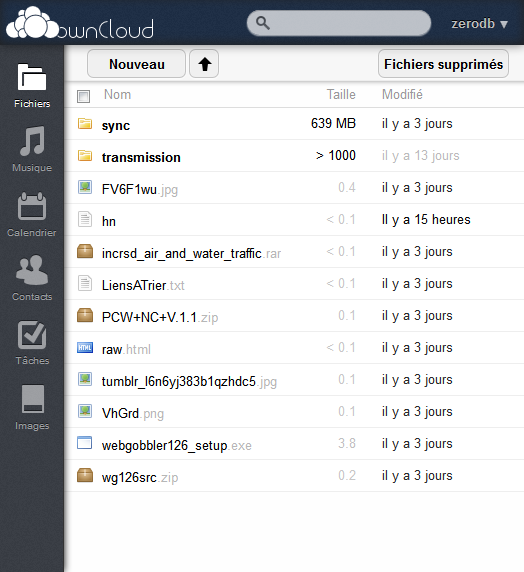 ownCloud
zerodb ▼
Fichiers
Musique
Calendrier
Contacts
Tâches
Images
Nouveau
Fichiers supprimés
Nom Taille Modifié
sync 639 MB il y a 3 jours
transmission > 1000 il y a 13 jours
FV6F1wu.jpg 0.4 il y a 3 jours
hn < 0.1 Il y a 15 heures
incrsd_air_and_water_traffic.rar < 0.1 il y a 3 jours
LiensATrier.txt < 0.1 il y a 3 jours
PCW+NC+V.1.1.zip 0.1 il y a 3 jours
raw.html < 0.1 il y a 3 jours
tumblr_l6n6yj383b1qzhdc5.jpg 0.1 il y a 3 jours
VhGrd.png 0.1 il y a 3 jours
webgobbler126_setup.exe 3.8 il y a 3 jours
wg126src.zip 0.2 il y a 3 jours